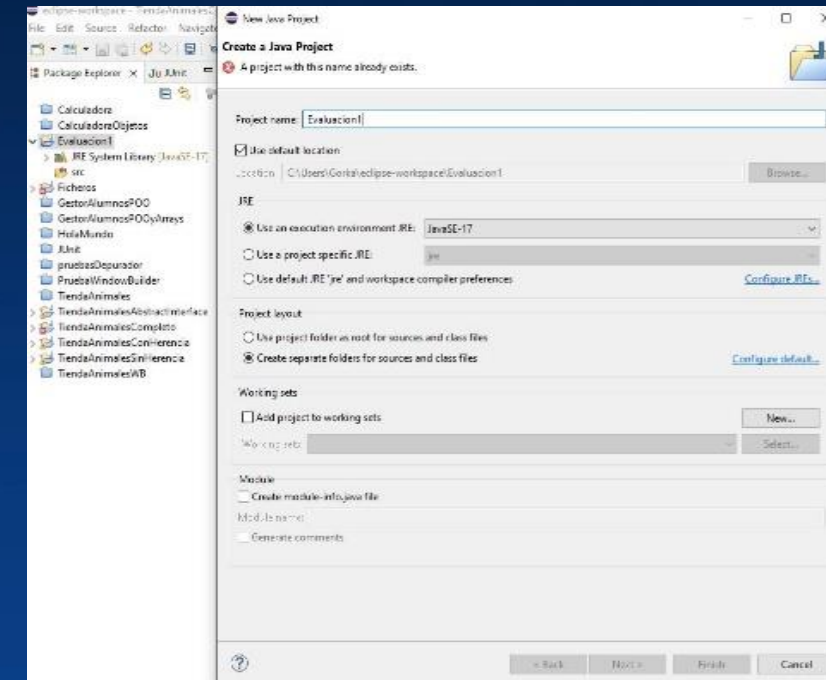 eclipse-workspace - TiendaAnimales
File Edit Source Refactor Navigate
Package Explorer × JUnit
Calculadora
CalculadoraObjetos
Evaluacion1
JRE System Library [JavaSE-17]
src
Ficheros
GestorAlumnosPOO
GestorAlumnosPOOyArrays
HolaMundo
JUnit
pruebasDepurador
PruebaWindowBuilder
TiendaAnimales
TiendaAnimalesAbstractInterface
TiendaAnimalesCompleto
TiendaAnimalesConHerencia
TiendaAnimalesSinHerencia
TiendaAnimalesWB
New Java Project
Create a Java Project
A project with this name already exists.
Project name: Evaluacion1
Use default location
Location: C:\Users\Gorka\eclipse-workspace\Evaluacion1 Browse...
JRE
Use an execution environment JRE: JavaSE-17
Use a project specific JRE: jre
Use default JRE 'jre' and workspace compiler preferences Configure JREs...
Project layout
Use project folder as root for sources and class files
Create separate folders for sources and class files Configure default...
Working sets
Add project to working sets New...
Working sets: Select...
Module
Create module-info.java file
Module name:
Generate comments
? < Back Next > Finish Cancel